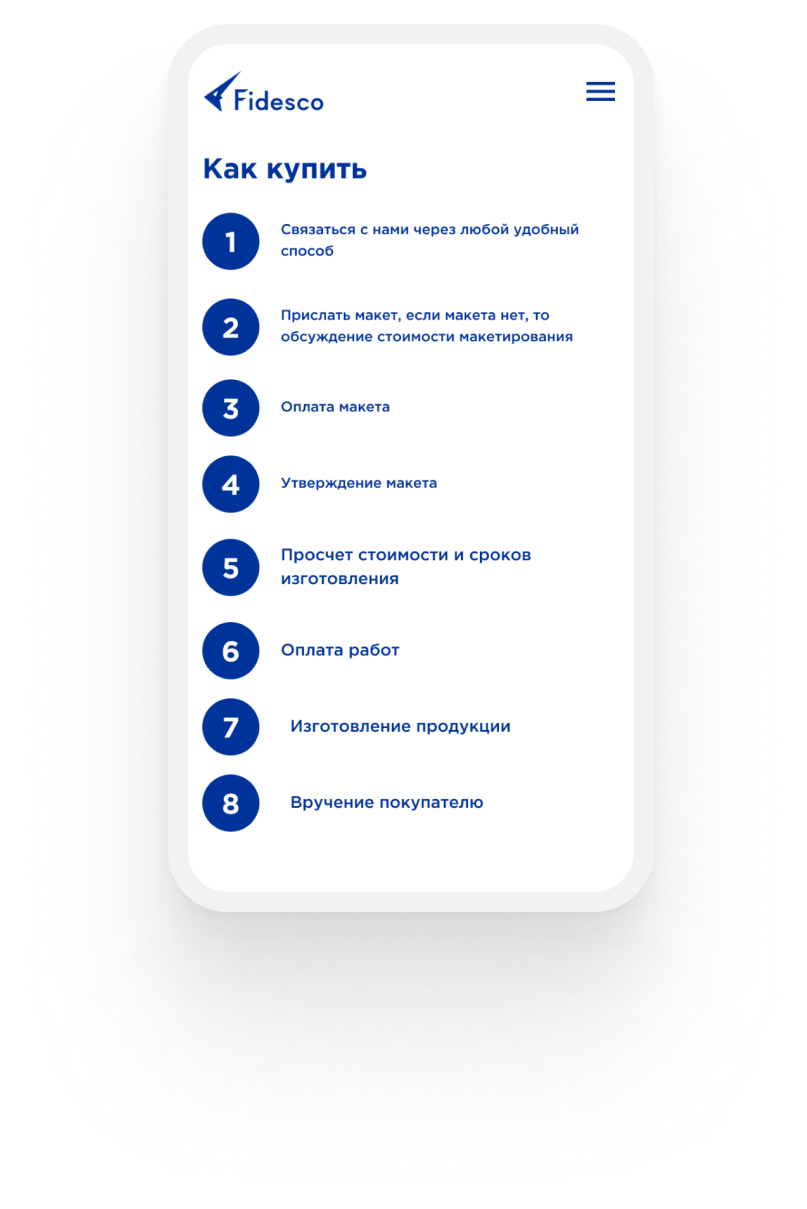 Fidesco
Как купить
1
Связаться с нами через любой удобный
способ
2
Прислать макет, если макета нет, то
обсуждение стоимости макетирования
3
Оплата макета
4
Утверждение макета
5
Просчет стоимости и сроков
изготовления
6
Оплата работ
7
Изготовление продукции
8
Вручение покупателю